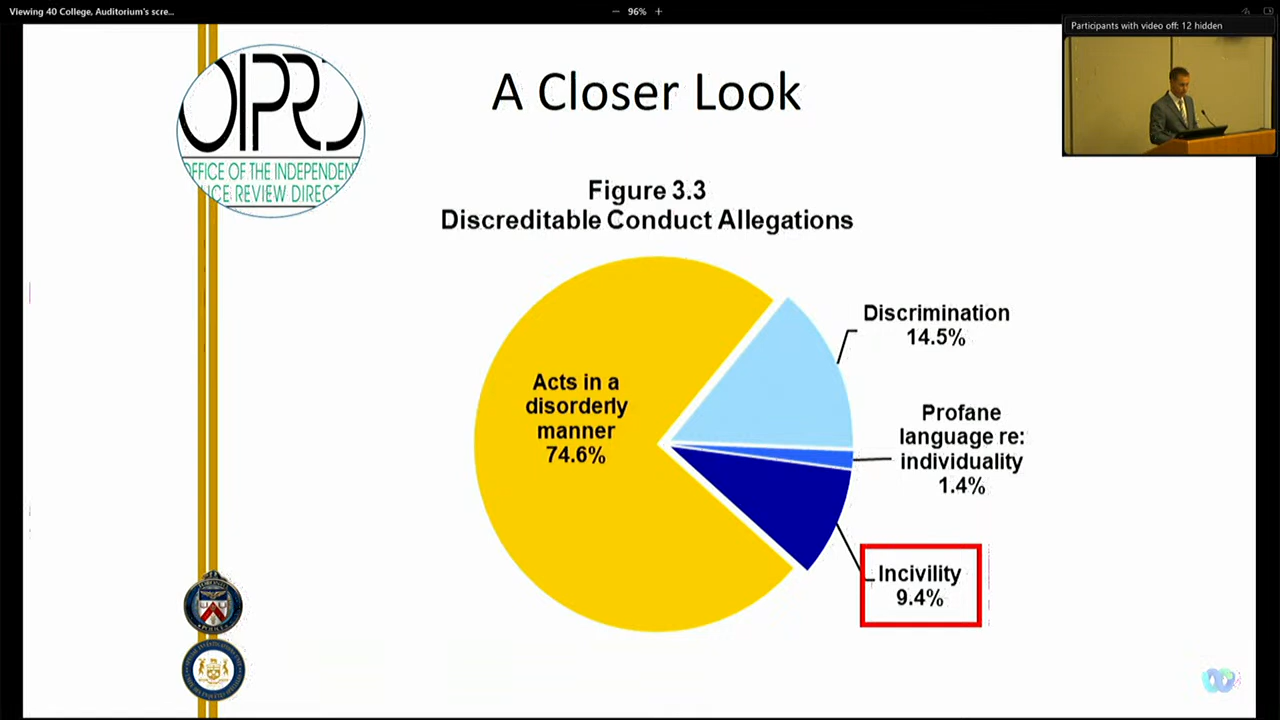 Viewing 40 College, Auditorium's scre...
96%
Participants with video off: 12 hidden
OIPRD
OFFICE OF THE INDEPENDENT
ICE REVIEW DIRECT
A Closer Look
Figure 3.3
Discreditable Conduct Allegations
Acts in a
disorderly
manner
74.6%
Discrimination
14.5%
Profane
language re:
individuality
1.4%
Incivility
9.4%